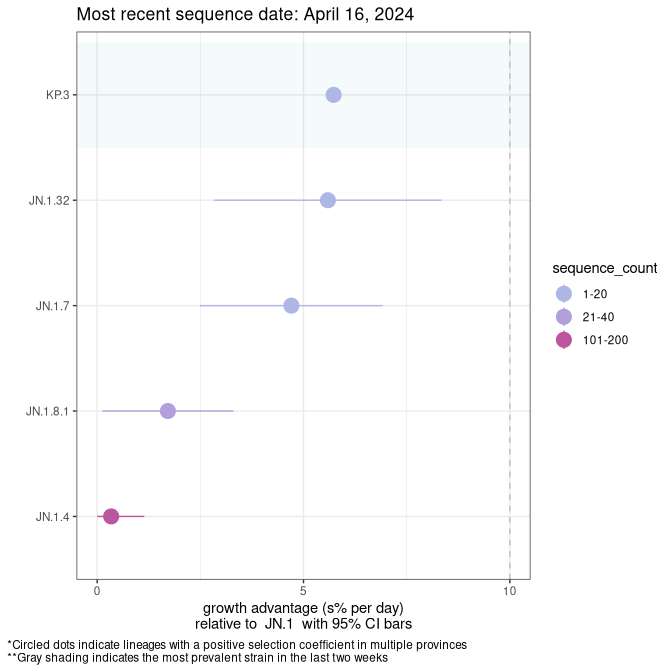 Most recent sequence date: April 16, 2024
KP.3
JN.1.32
JN.1.7
JN.1.8.1
JN.1.4
0 5 10
growth advantage (s% per day)
relative to JN.1 with 95% CI bars
sequence_count
1-20
21-40
101-200
*Circled dots indicate lineages with a positive selection coefficient in multiple provinces
**Gray shading indicates the most prevalent strain in the last two weeks